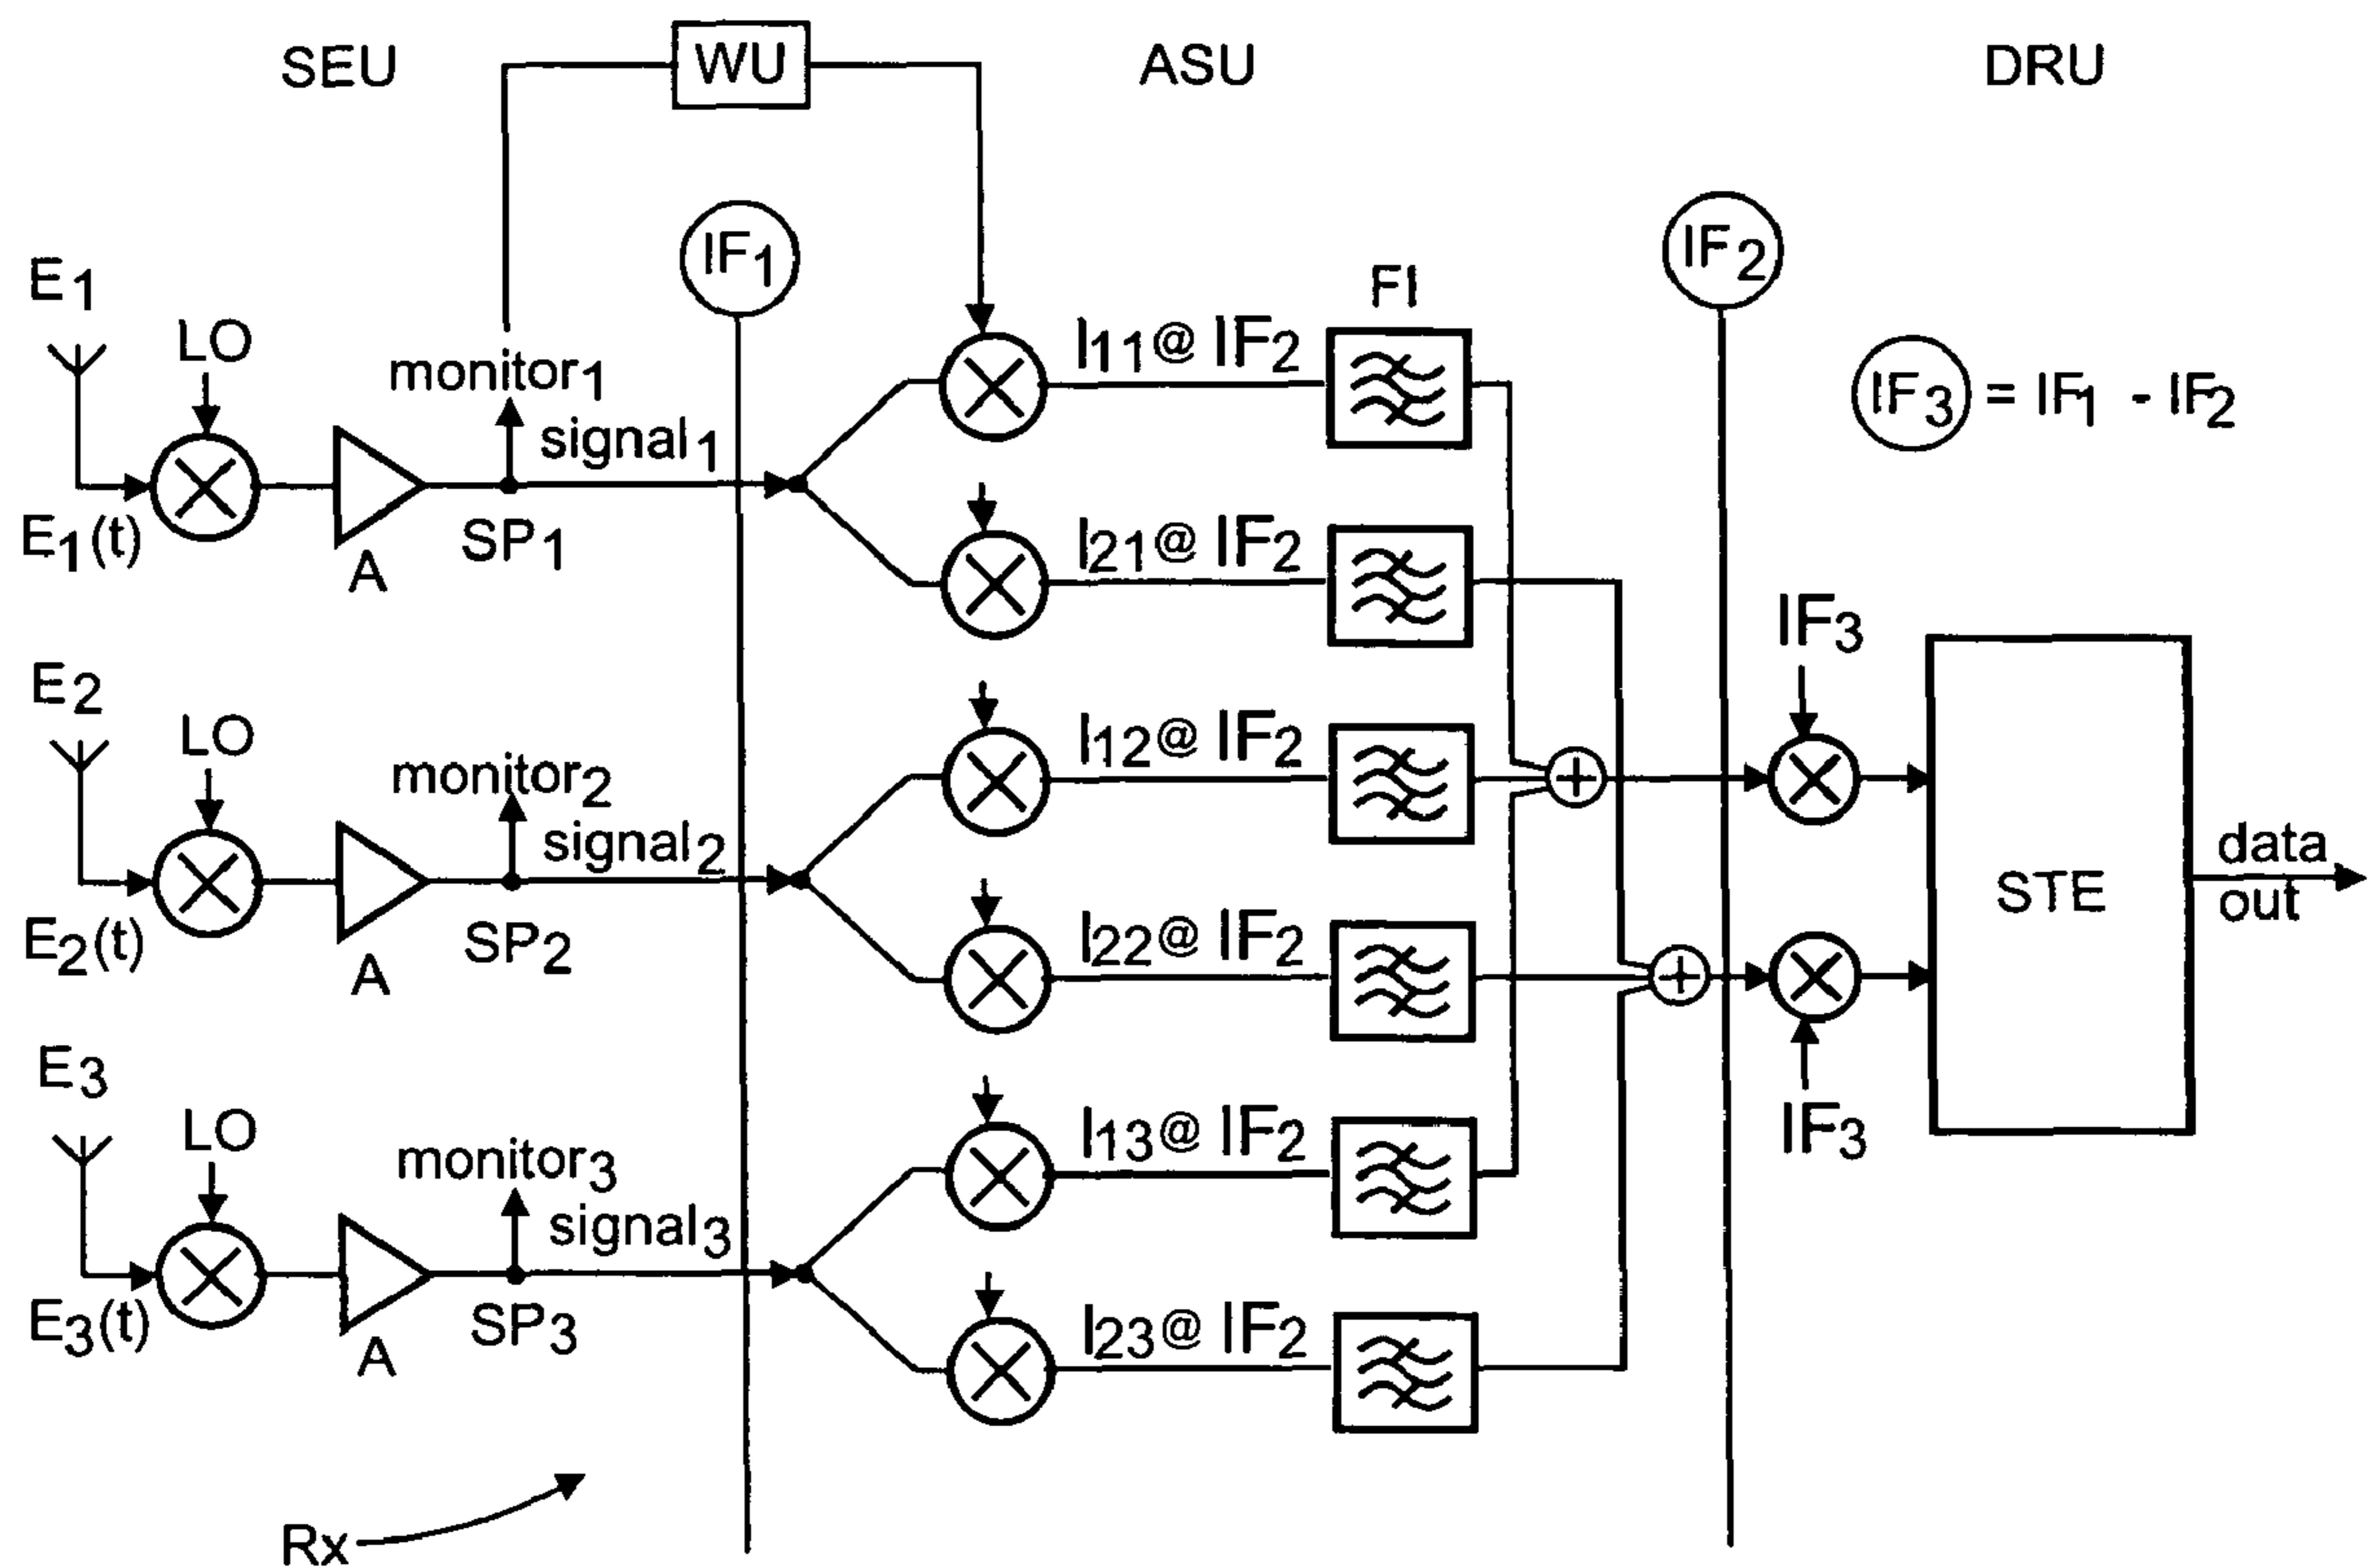 SEU
WU
ASU
DRU
IF1
IF2
E1
LO
monitor1
signal1
E1(t)
A
SP1
I11@ IF2
FI
IF3 = IF1 - IF2
I21@ IF2
E2
LO
monitor2
signal2
E2(t)
A
SP2
I12@ IF2
I22@ IF2
IF3
STE
data
out
IF3
E3
LO
monitor3
signal3
E3(t)
A
SP3
I13@ IF2
I23@ IF2
Rx